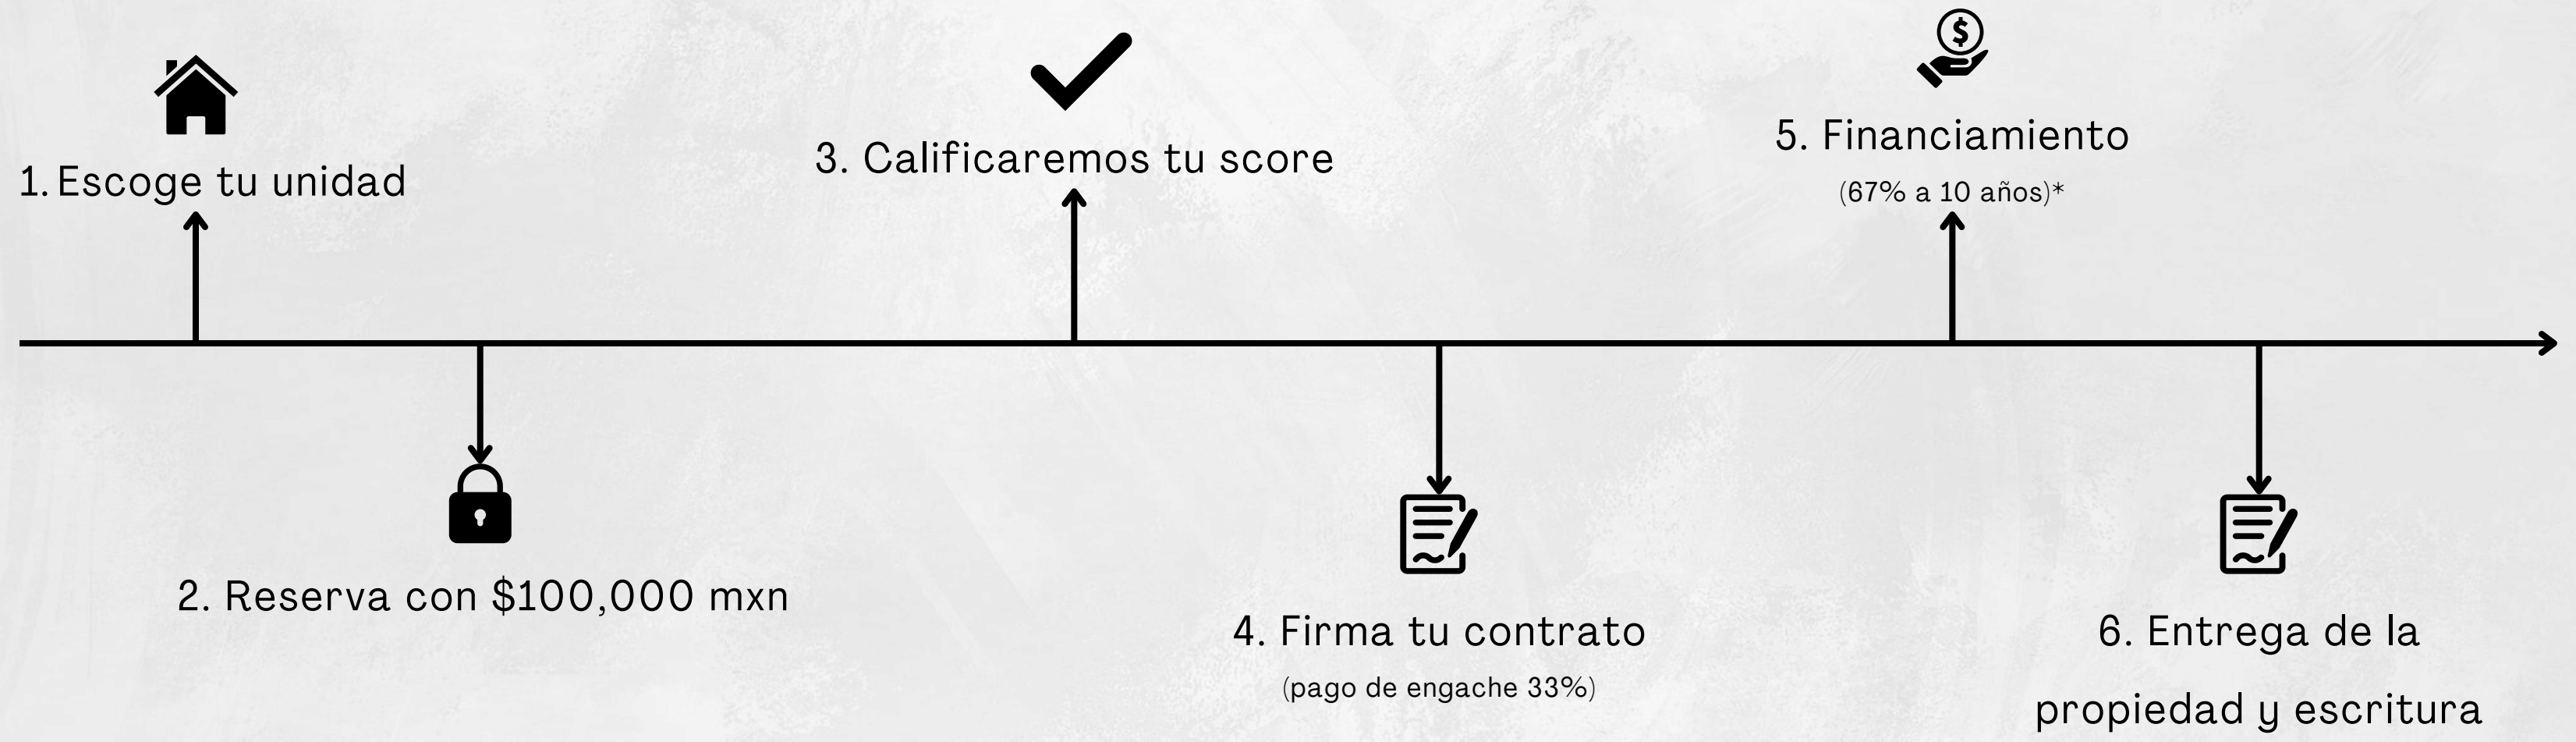 1. Escoge tu unidad
2. Reserva con $100,000 mxn
3. Calificaremos tu score
4. Firma tu contrato
(pago de engache 33%)
5. Financiamiento
(67% a 10 años)*
6. Entrega de la
propiedad y escritura